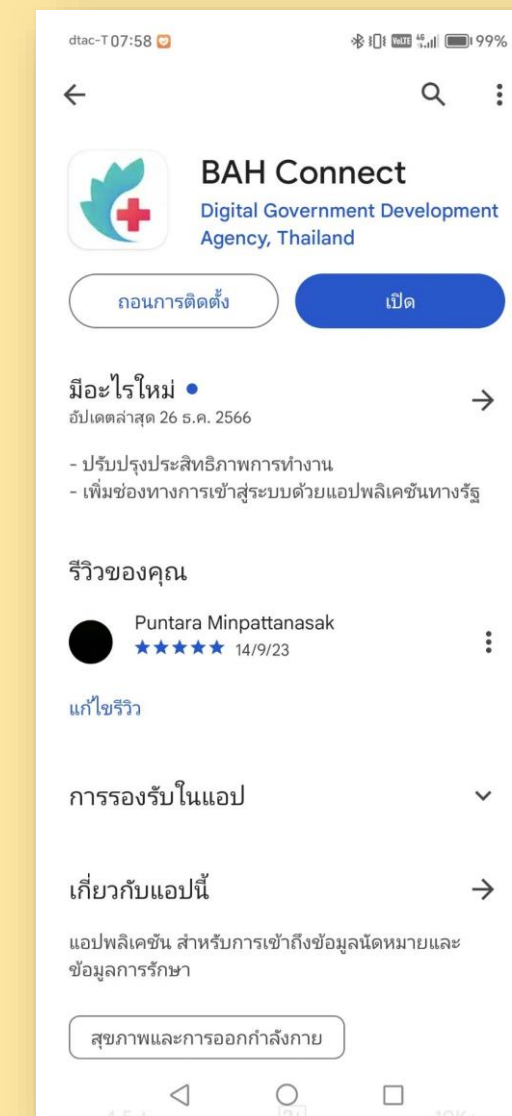 dtac-T 07:58 VoLTE 4G 99%
BAH Connect
Digital Government Development
Agency, Thailand
ถอนการติดตั้ง
เปิด
มีอะไรใหม่
อัปเดตล่าสุด 26 ธ.ค. 2566
- ปรับปรุงประสิทธิภาพการทำงาน
- เพิ่มช่องทางการเข้าสู่ระบบด้วยแอปพลิเคชันทางรัฐ
รีวิวของคุณ
Puntara Minpattanasak
14/9/23
แก้ไขรีวิว
การรองรับในแอป
เกี่ยวกับแอปนี้
แอปพลิเคชัน สำหรับการเข้าถึงข้อมูลนัดหมายและ
ข้อมูลการรักษา
สุขภาพและการออกกำลังกาย